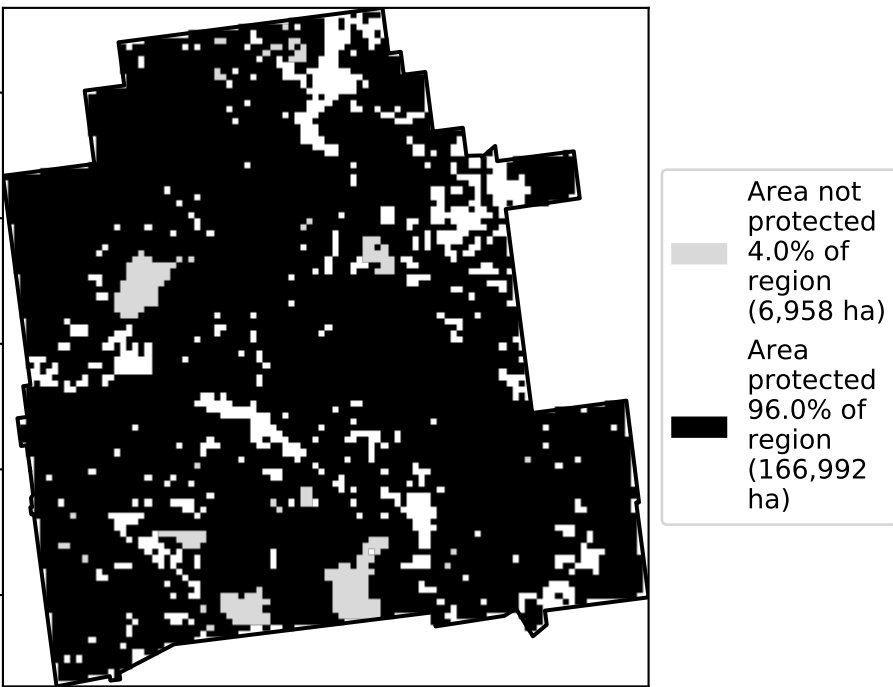 Area not
protected
4.0% of
region
(6,958 ha)
Area
protected
96.0% of
region
(166,992
ha)